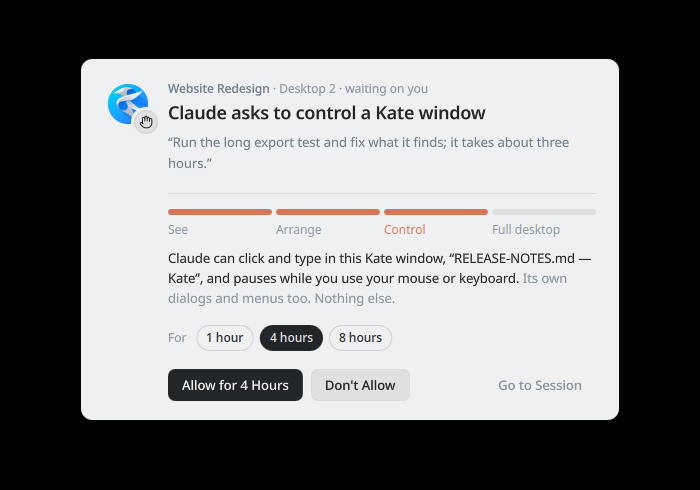 Website Redesign · Desktop 2 · waiting on you
Claude asks to control a Kate window
“Run the long export test and fix what it finds; it takes about three
hours.”
See
Arrange
Control
Full desktop
Claude can click and type in this Kate window, “RELEASE-NOTES.md —
Kate”, and pauses while you use your mouse or keyboard. Its own
dialogs and menus too. Nothing else.
For
1 hour
4 hours
8 hours
Allow for 4 Hours
Don't Allow
Go to Session